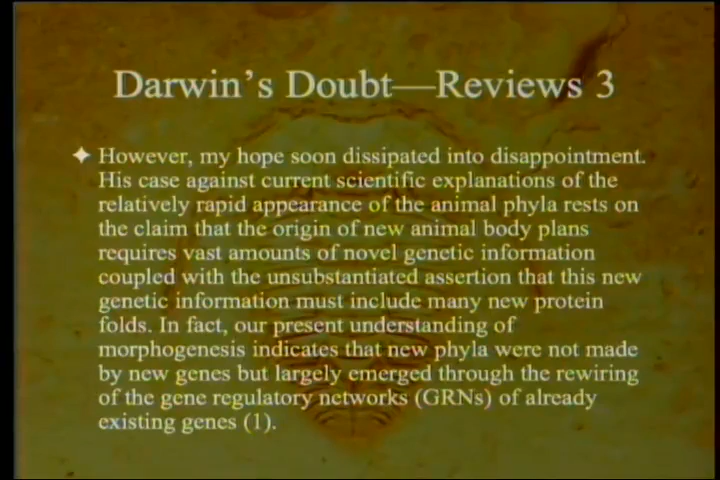 Darwin's Doubt—Reviews 3
However, my hope soon dissipated into disappointment.
His case against current scientific explanations of the
relatively rapid appearance of the animal phyla rests on
the claim that the origin of new animal body plans
requires vast amounts of novel genetic information
coupled with the unsubstantiated assertion that this new
genetic information must include many new protein
folds. In fact, our present understanding of
morphogenesis indicates that new phyla were not made
by new genes but largely emerged through the rewiring
of the gene regulatory networks (GRNs) of already
existing genes (1).